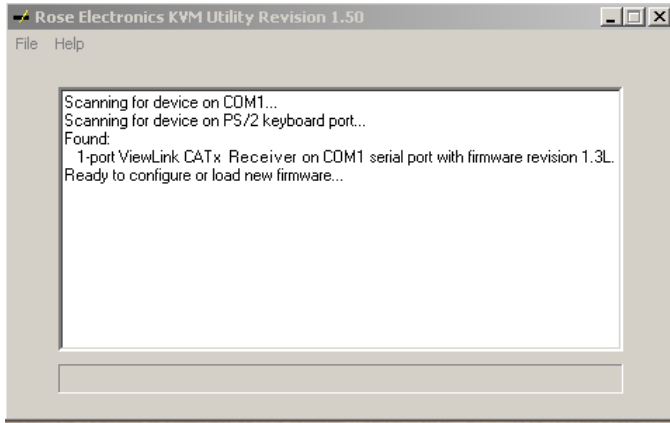 Rose Electronics KVM Utility Revision 1.50
File Help
Scanning for device on COM1...
Scanning for device on PS/2 keyboard port...
Found:
1-port ViewLink CATx Receiver on COM1 serial port with firmware revision 1.3L.
Ready to configure or load new firmware...